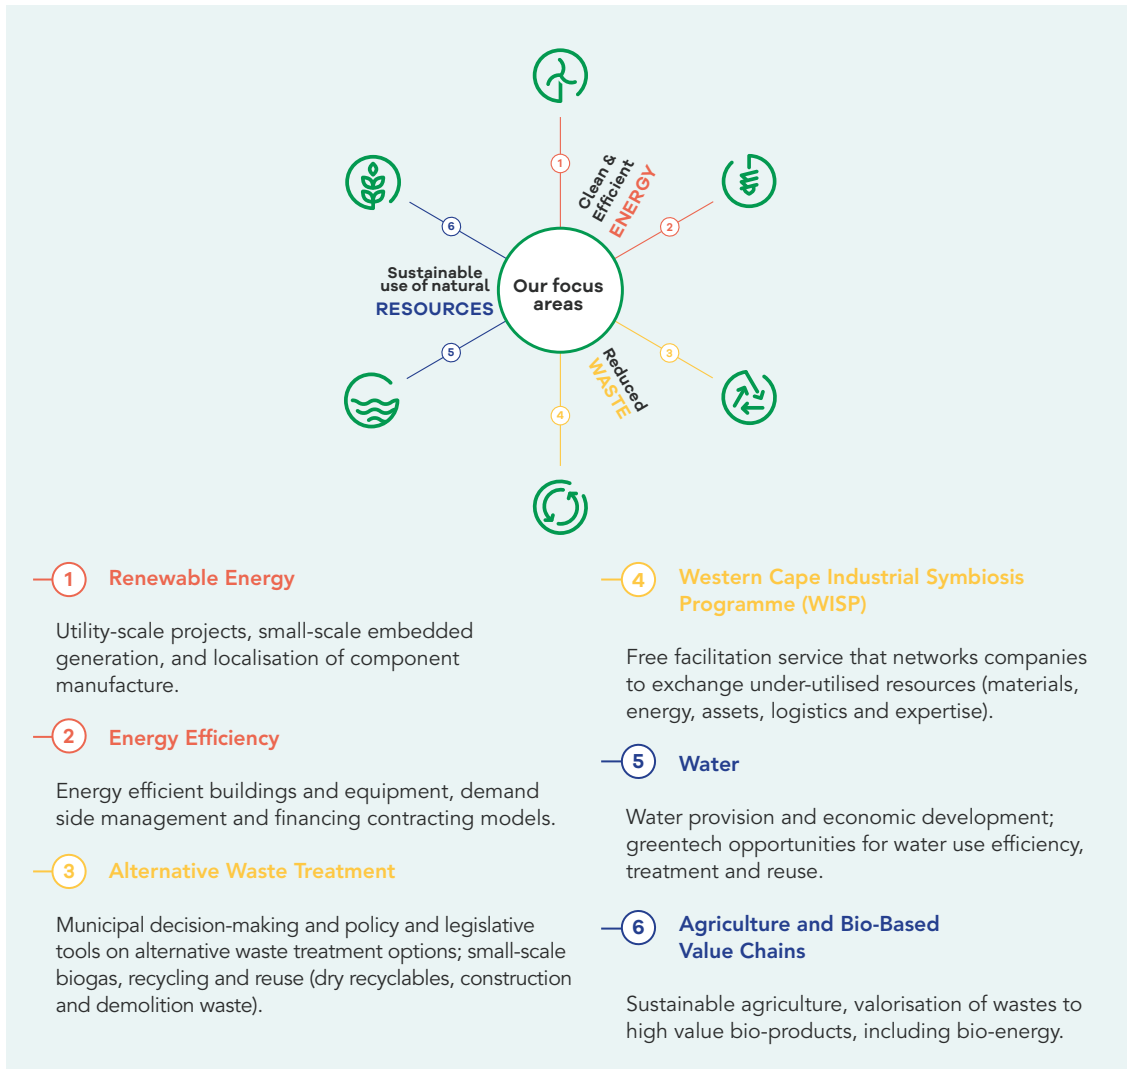 1
Clean &
Efficient
ENERGY
2
6
Sustainable
use of natural
RESOURCES
Our focus
areas
5
3
Reduced
WASTE
4
1 Renewable Energy
Utility-scale projects, small-scale embedded
generation, and localisation of component
manufacture.
2 Energy Efficiency
Energy efficient buildings and equipment, demand
side management and financing contracting models.
3 Alternative Waste Treatment
Municipal decision-making and policy and legislative
tools on alternative waste treatment options; small-scale
biogas, recycling and reuse (dry recyclables, construction
and demolition waste).
4 Western Cape Industrial Symbiosis
Programme (WISP)
Free facilitation service that networks companies
to exchange under-utilised resources (materials,
energy, assets, logistics and expertise).
5 Water
Water provision and economic development;
greentech opportunities for water use efficiency,
treatment and reuse.
6 Agriculture and Bio-Based
Value Chains
Sustainable agriculture, valorisation of wastes to
high value bio-products, including bio-energy.